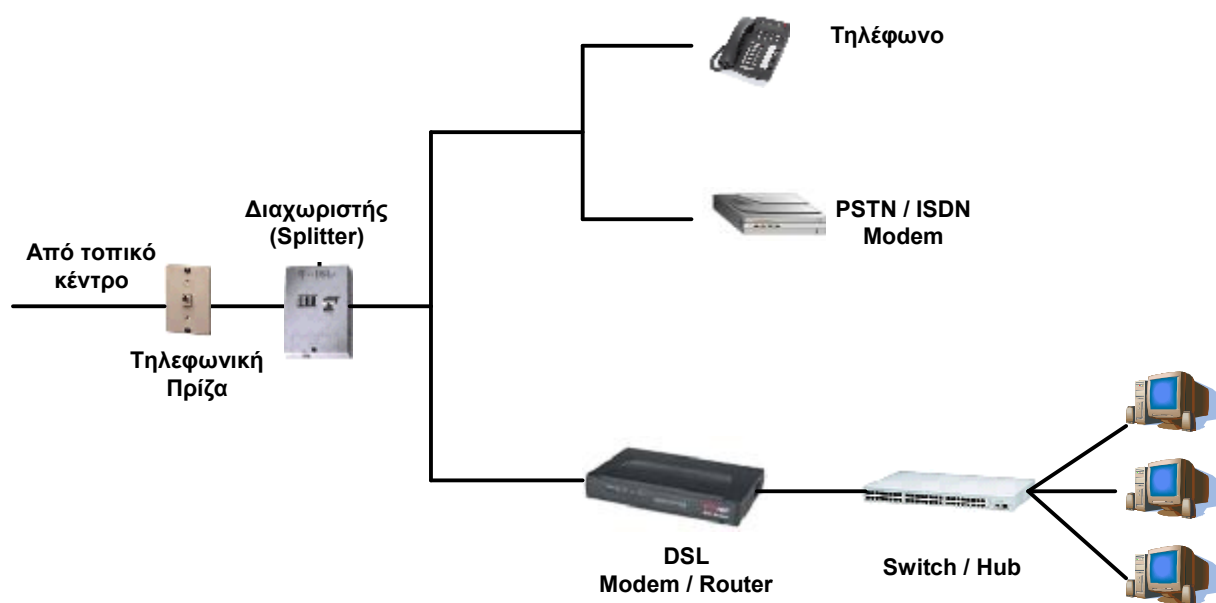 Τηλέφωνο
PSTN / ISDN
Modem
Διαχωριστής
(Splitter)
Από τοπικό
κέντρο
Τηλεφωνική
Πρίζα
DSL
Modem / Router
Switch / Hub